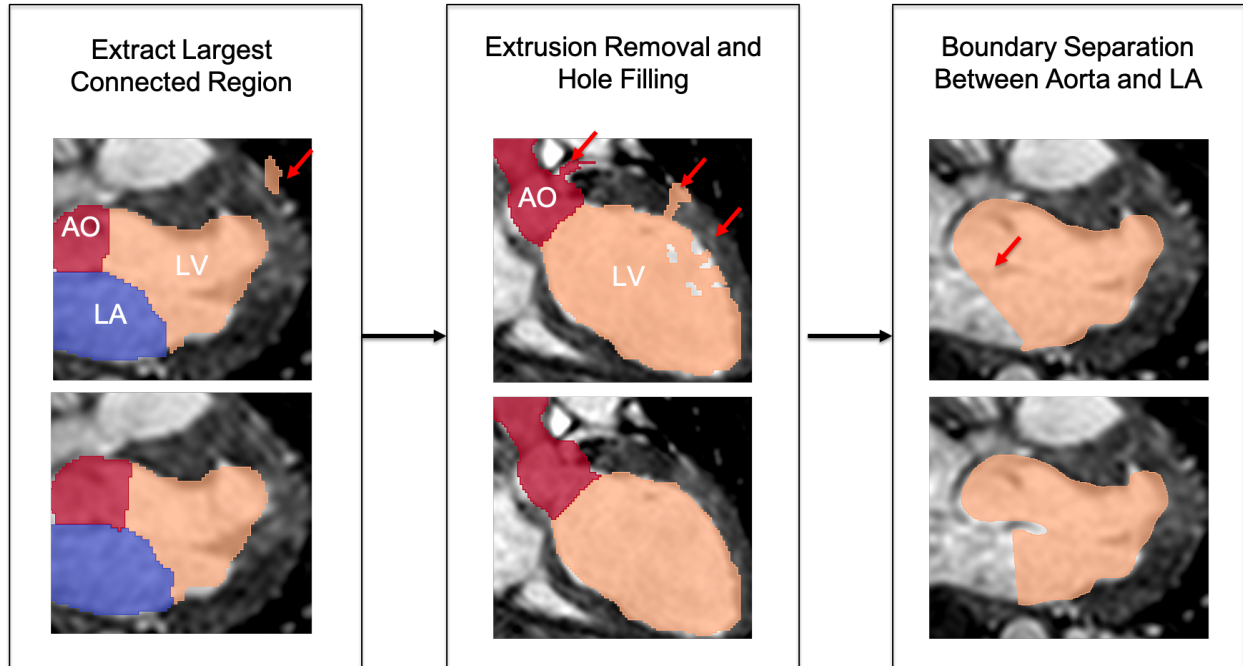 Extract Largest
Connected Region
Extrusion Removal and
Hole Filling
Boundary Separation
Between Aorta and LA
AO
LV
LA
AO
LV